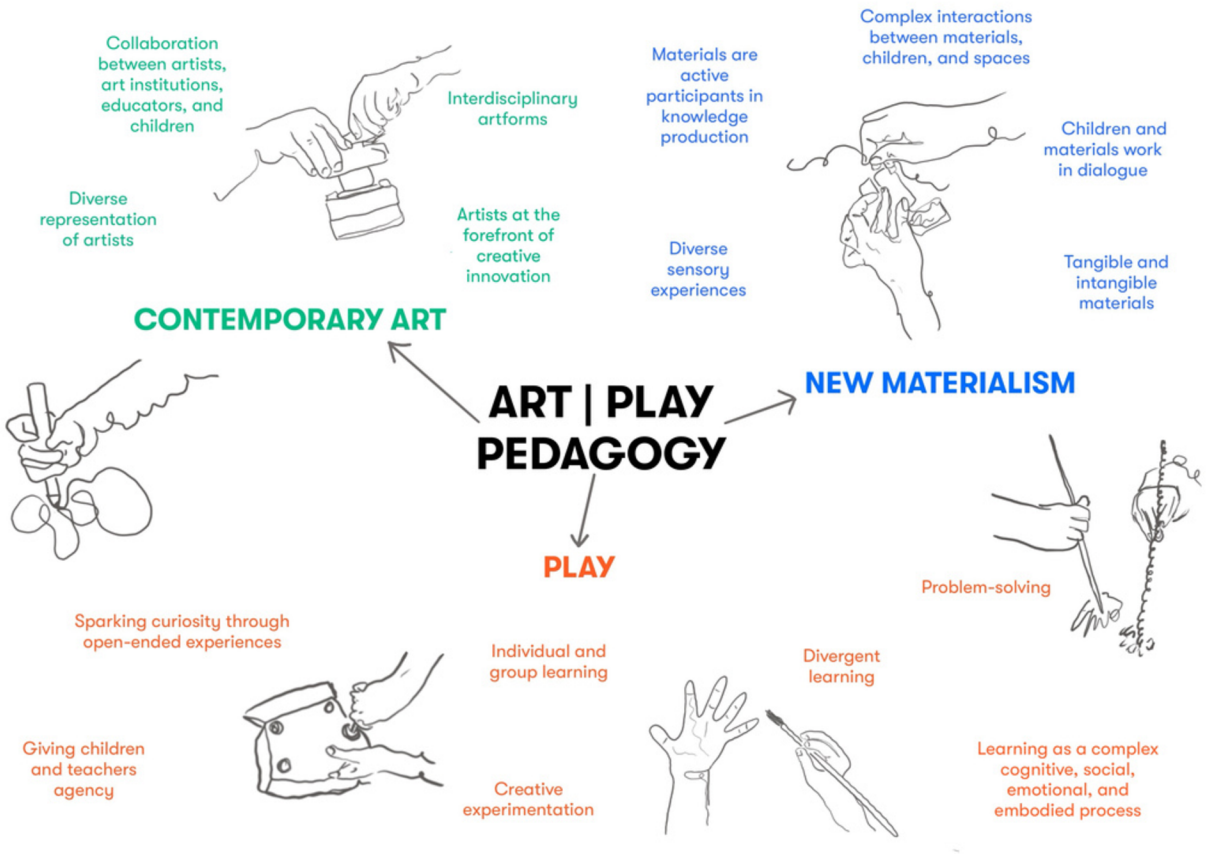 Collaboration
between artists,
art institutions,
educators, and
children
Interdisciplinary
artforms
Diverse
representation
of artists
Artists at the
forefront of
creative
innovation
CONTEMPORARY ART
Materials are
active
participants in
knowledge
production
Complex interactions
between materials,
children, and spaces
Children and
materials work
in dialogue
Diverse
sensory
experiences
Tangible and
intangible
materials
NEW MATERIALISM
ART | PLAY
PEDAGOGY
PLAY
Sparking curiosity through
open-ended experiences
Individual and
group learning
Divergent
learning
Problem-solving
Giving children
and teachers
agency
Creative
experimentation
Learning as a complex
cognitive, social,
emotional, and
embodied process